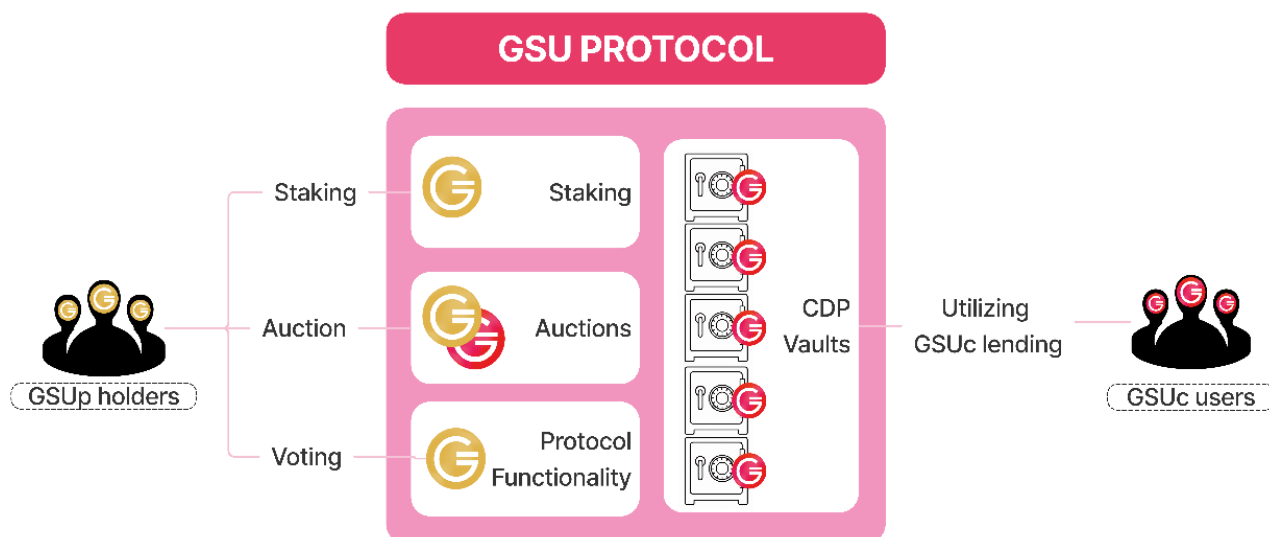 GSU PROTOCOL
Staking
Staking
Auction
Auctions
Voting
Protocol
Functionality
GSUp holders
CDP
Vaults
Utilizing
GSUc lending
GSUc users